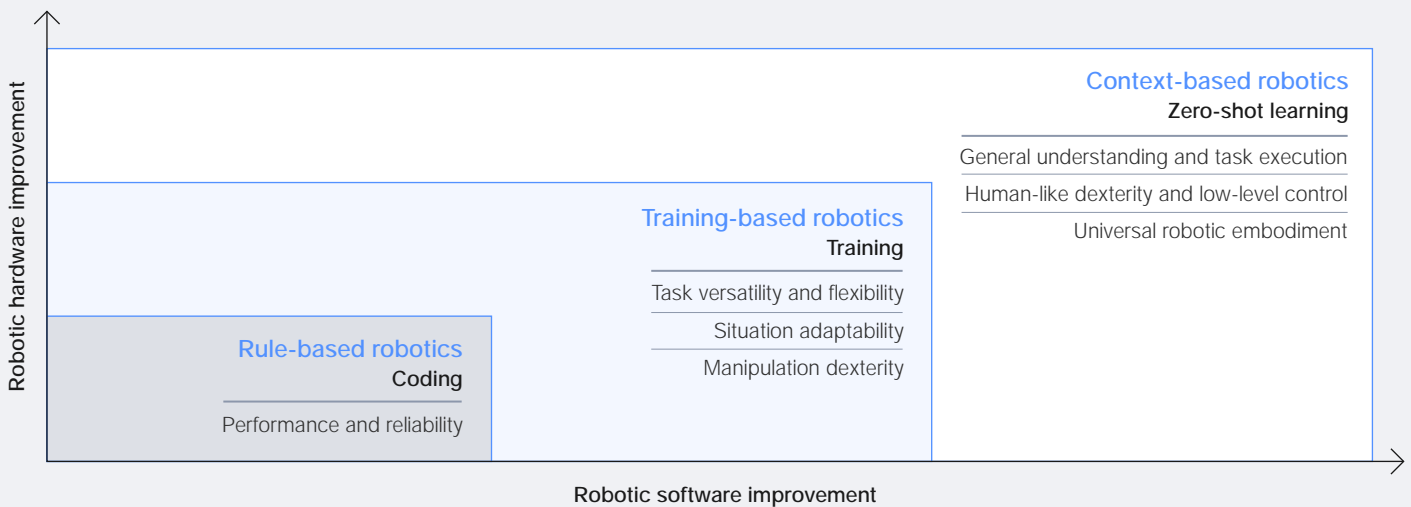 Robotic hardware improvement
Context-based robotics
Zero-shot learning
General understanding and task execution
Human-like dexterity and low-level control
Universal robotic embodiment
Training-based robotics
Training
Task versatility and flexibility
Situation adaptability
Manipulation dexterity
Rule-based robotics
Coding
Performance and reliability
Robotic software improvement